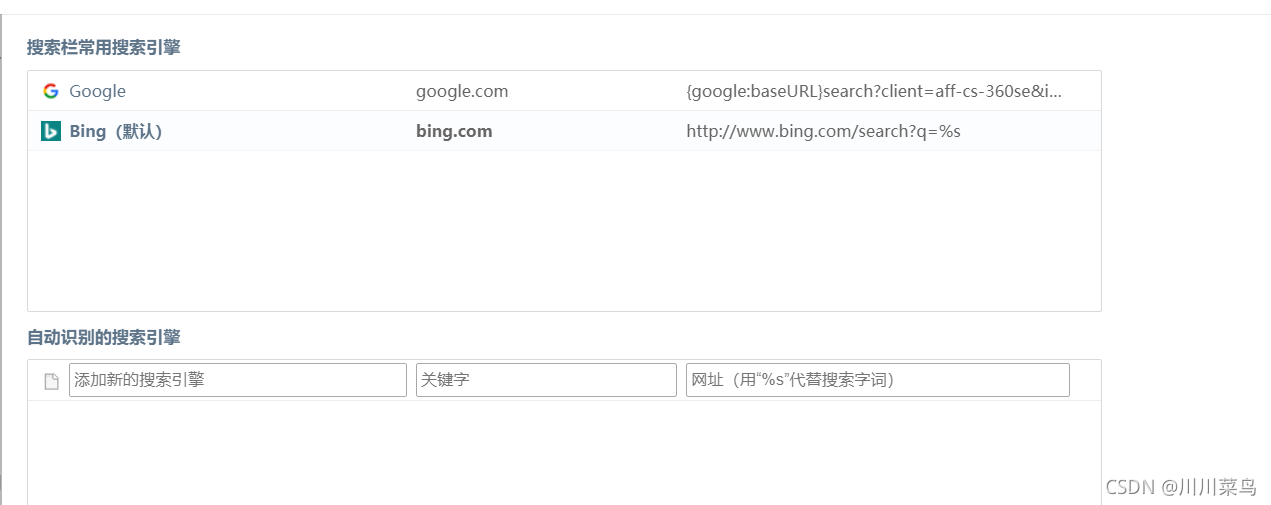 搜索栏常用搜索引擎
Google google.com {google:baseURL}search?client=aff-cs-360se&i...
Bing（默认） bing.com http://www.bing.com/search?q=%s
自动识别的搜索引擎
添加新的搜索引擎 关键字 网址（用“%s”代替搜索字词）
CSDN @川川菜鸟